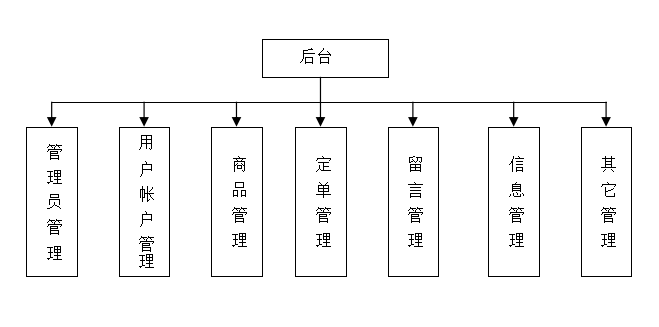 后台
管理员管理
用户帐户管理
商品管理
定单管理
留言管理
信息管理
其它管理